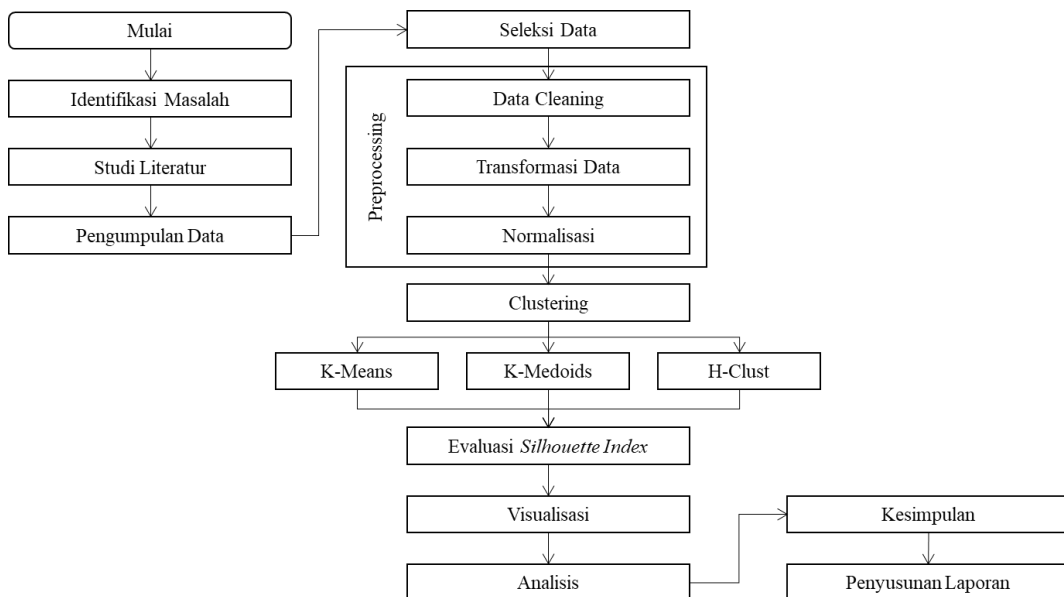 Mulai
Identifikasi Masalah
Studi Literatur
Pengumpulan Data
Seleksi Data
Preprocessing
Data Cleaning
Transformasi Data
Normalisasi
Clustering
K-Means
K-Medoids
H-Clust
Evaluasi Silhouette Index
Visualisasi
Analisis
Kesimpulan
Penyusunan Laporan